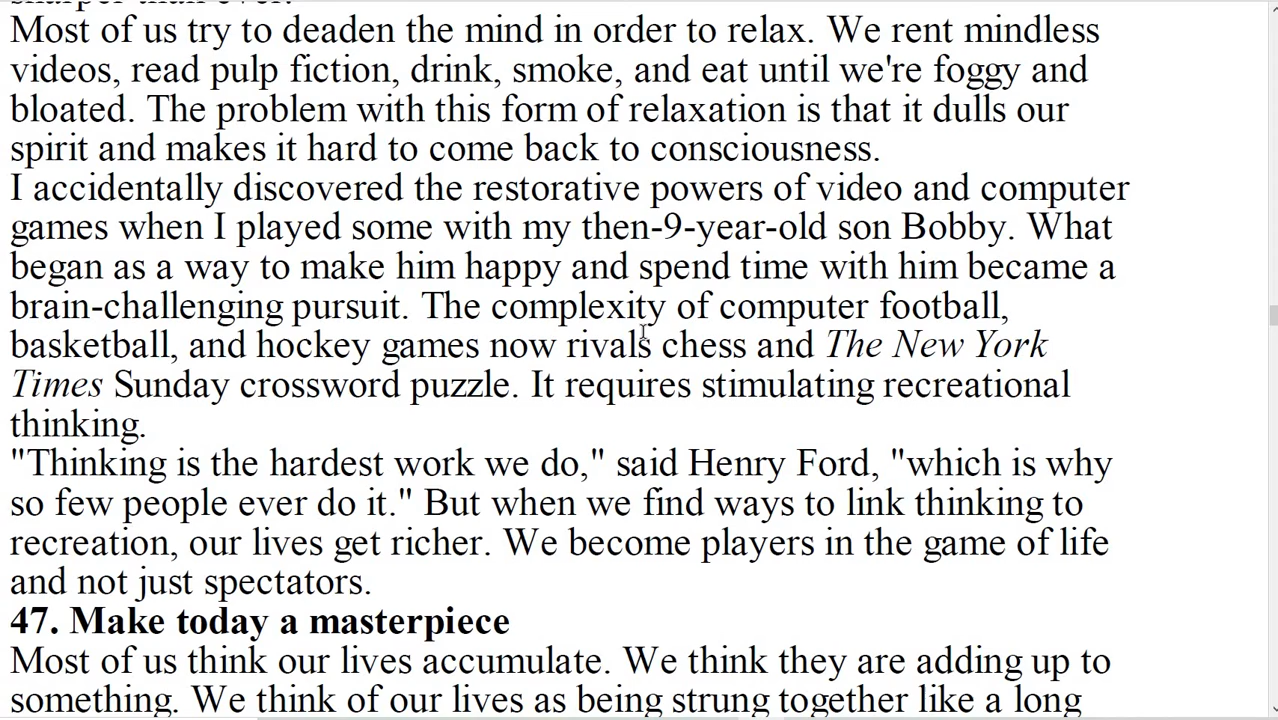 sharper than ever.
Most of us try to deaden the mind in order to relax. We rent mindless
videos, read pulp fiction, drink, smoke, and eat until we're foggy and
bloated. The problem with this form of relaxation is that it dulls our
spirit and makes it hard to come back to consciousness.
I accidentally discovered the restorative powers of video and computer
games when I played some with my then-9-year-old son Bobby. What
began as a way to make him happy and spend time with him became a
brain-challenging pursuit. The complexity of computer football,
basketball, and hockey games now rivals chess and The New York
Times Sunday crossword puzzle. It requires stimulating recreational
thinking.
"Thinking is the hardest work we do," said Henry Ford, "which is why
so few people ever do it." But when we find ways to link thinking to
recreation, our lives get richer. We become players in the game of life
and not just spectators.
47. Make today a masterpiece
Most of us think our lives accumulate. We think they are adding up to
something. We think of our lives as being strung together like a long